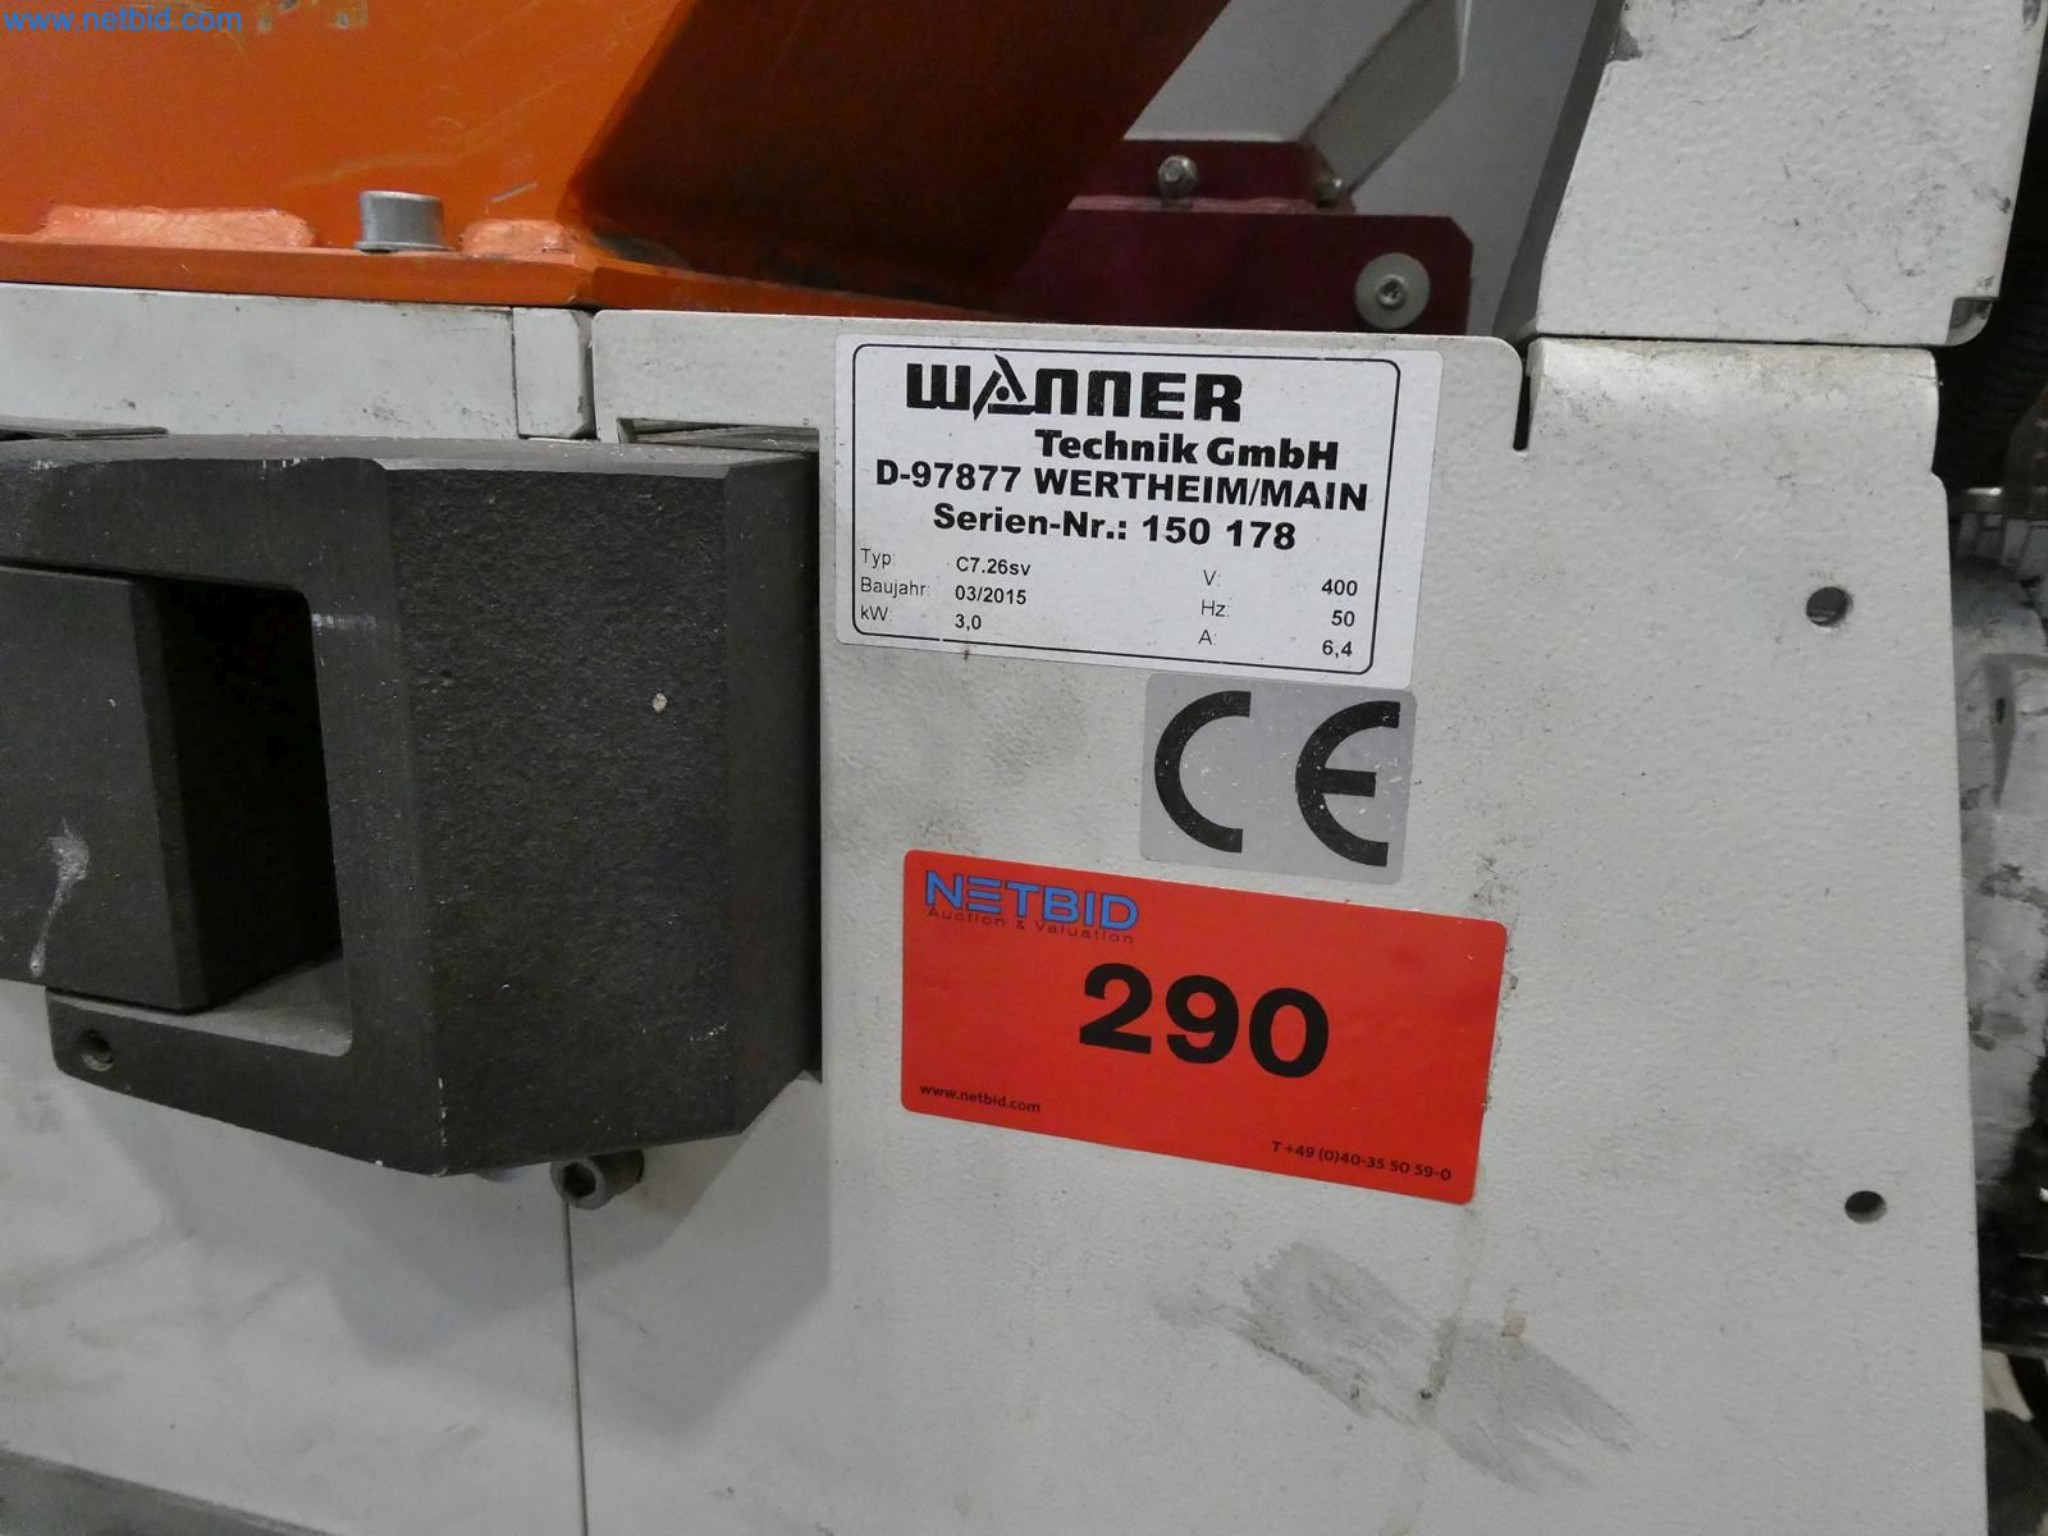 www.netbid.com
WANNER
Technik GmbH
D-97877 WERTHEIM/MAIN
Serien-Nr.: 150 178
Typ: C7.26sv V: 400
Baujahr: 03/2015 Hz: 50
kW: 3,0 A: 6,4
CE
NETBID
Auction & Valuation
290
www.netbid.com
T +49 (0)40-35 50 59-0